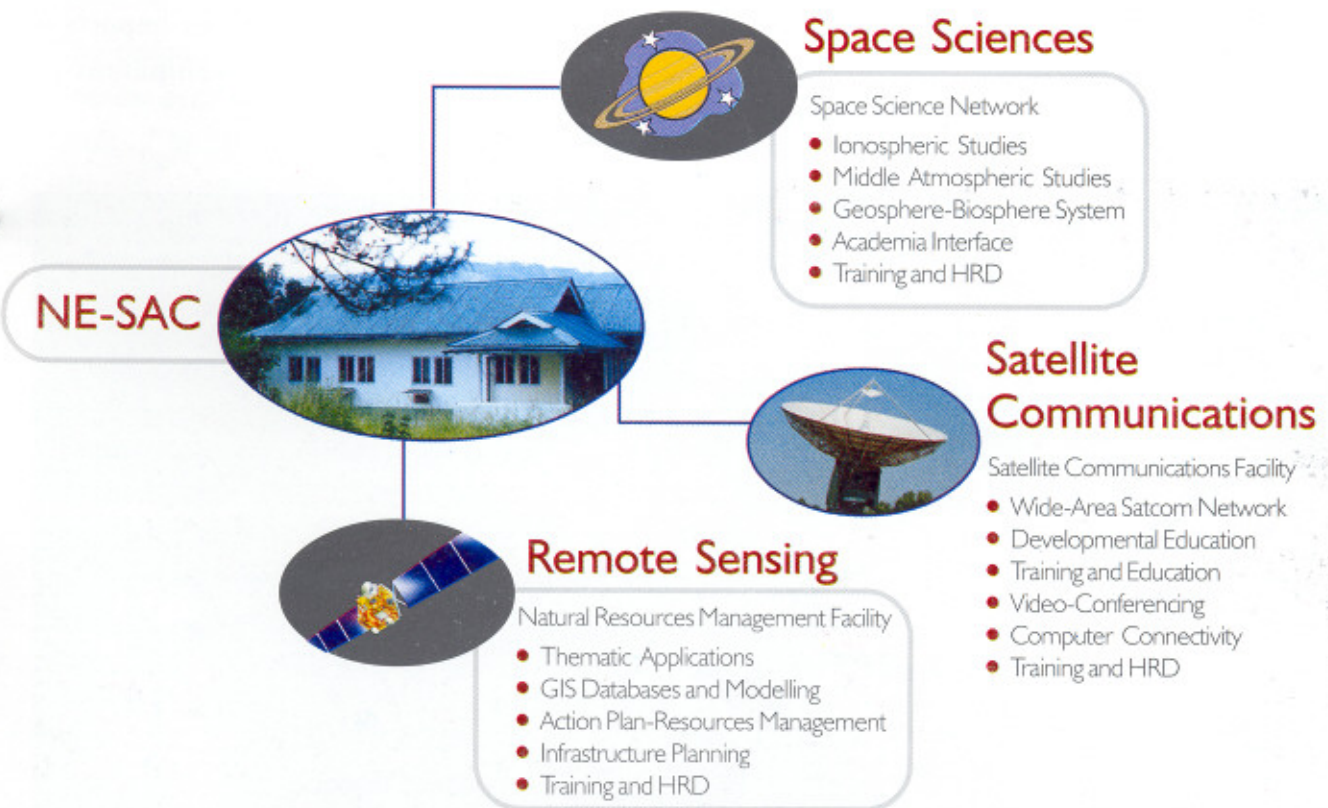 NE-SAC
Space Sciences
Space Science Network
Ionospheric Studies
Middle Atmospheric Studies
Geosphere-Biosphere System
Academia Interface
Training and HRD
Satellite
Communications
Satellite Communications Facility
Wide-Area Satcom Network
Developmental Education
Training and Education
Video-Conferencing
Computer Connectivity
Training and HRD
Remote Sensing
Natural Resources Management Facility
Thematic Applications
GIS Databases and Modelling
Action Plan-Resources Management
Infrastructure Planning
Training and HRD